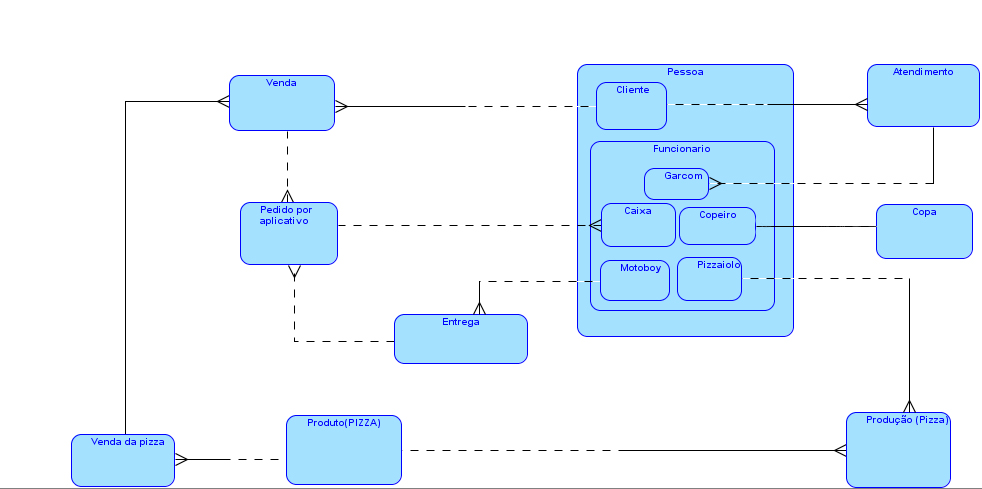 Pessoa
Atendimento
Venda
Cliente
Funcionario
Garcom
Pedido por
aplicativo
Caixa
Copeiro
Copa
Motoboy
Pizzaiolo
Entrega
Produto(PIZZA)
Produção (Pizza)
Venda da pizza